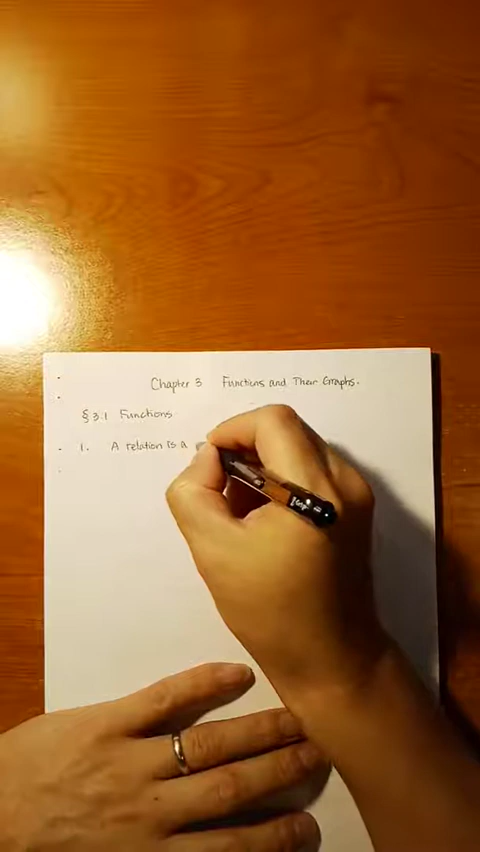 Chapter 3 Functions and Their Graphs.
§ 3.1 Functions
1. A relation is a